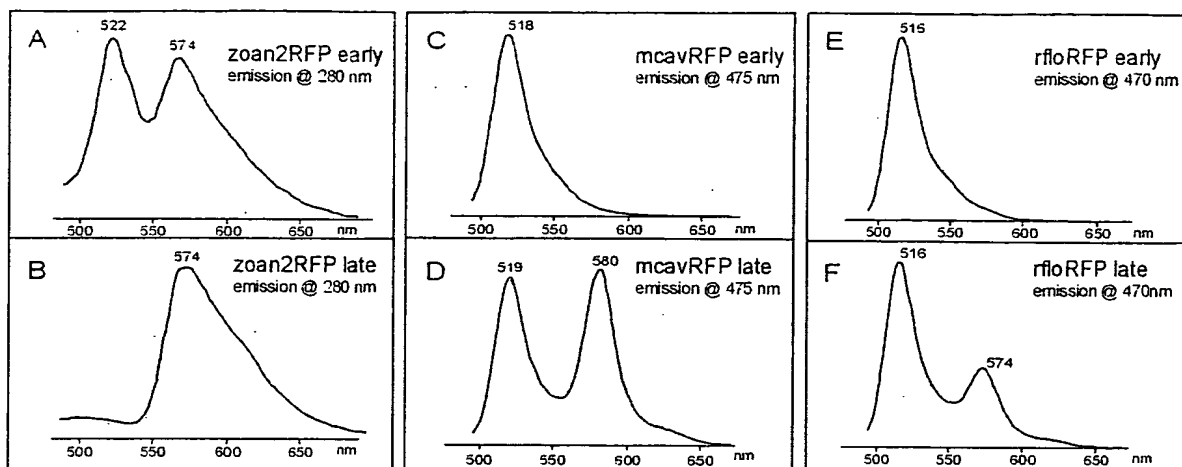 A
522
574
zoan2RFP early
emission @ 280 nm
500
550
600
650
nm
B
574
zoan2RFP late
emission @ 280 nm
500
550
600
650
nm
C
518
mcavRFP early
emission @ 475 nm
500
550
600
650
nm
D
519
580
mcavRFP late
emission @ 475 nm
500
550
600
650
nm
E
516
rfloRFP early
emission @ 470 nm
500
550
600
650
nm
F
516
574
rfloRFP late
emission @ 470nm
500
550
600
650
nm